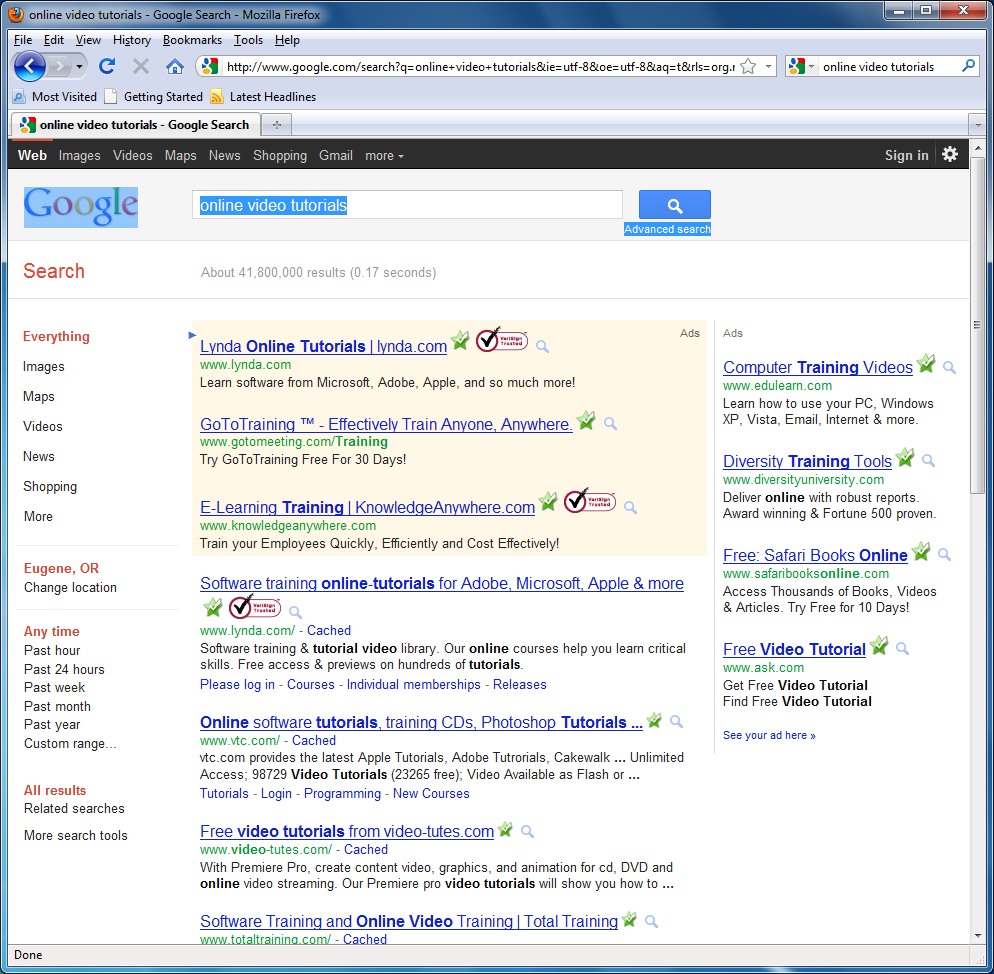 online video tutorials - Google Search - Mozilla Firefox
File Edit View History Bookmarks Tools Help
http://www.google.com/search?q=online+video+tutorials&ie=utf-8&oe=utf-8&aq=t&rls=org.r
online video tutorials
Most Visited Getting Started Latest Headlines
online video tutorials - Google Search
Web Images Videos Maps News Shopping Gmail more Sign in
Google
online video tutorials
Advanced search
Search
About 41,800,000 results (0.17 seconds)
Everything
Images
Maps
Videos
News
Shopping
More
Eugene, OR
Change location
Any time
Past hour
Past 24 hours
Past week
Past month
Past year
Custom range...
All results
Related searches
More search tools
Ads
Lynda Online Tutorials | lynda.com
VeriSign
Trusted
www.lynda.com
Learn software from Microsoft, Adobe, Apple, and so much more!
GoToTraining ™ - Effectively Train Anyone, Anywhere.
www.gotomeeting.com/Training
Try GoToTraining Free For 30 Days!
E-Learning Training | KnowledgeAnywhere.com
VeriSign
Trusted
www.knowledgeanywhere.com
Train your Employees Quickly, Efficiently and Cost Effectively!
Software training online-tutorials for Adobe, Microsoft, Apple & more
VeriSign
Trusted
www.lynda.com/ - Cached
Software training & tutorial video library. Our online courses help you learn critical
skills. Free access & previews on hundreds of tutorials.
Please log in - Courses - Individual memberships - Releases
Online software tutorials, training CDs, Photoshop Tutorials ...
www.vtc.com/ - Cached
vtc.com provides the latest Apple Tutorials, Adobe Tutorials, Cakewalk ... Unlimited
Access; 98729 Video Tutorials (23265 free); Video Available as Flash or ...
Tutorials - Login - Programming - New Courses
Free video tutorials from video-tutes.com
www.video-tutes.com/ - Cached
With Premiere Pro, create content video, graphics, and animation for cd, DVD and
online video streaming. Our Premiere pro video tutorials will show you how to ...
Software Training and Online Video Training | Total Training
www.totaltraining.com/ - Cached
Ads
Computer Training Videos
www.edulearn.com
Learn how to use your PC, Windows
XP, Vista, Email, Internet & more.
Diversity Training Tools
www.diversityuniversity.com
Deliver online with robust reports.
Award winning & Fortune 500 proven.
Free: Safari Books Online
www.safaribooksonline.com
Access Thousands of Books, Videos
& Articles. Try Free for 10 Days!
Free Video Tutorial
www.ask.com
Get Free Video Tutorial
Find Free Video Tutorial
See your ad here »
Done